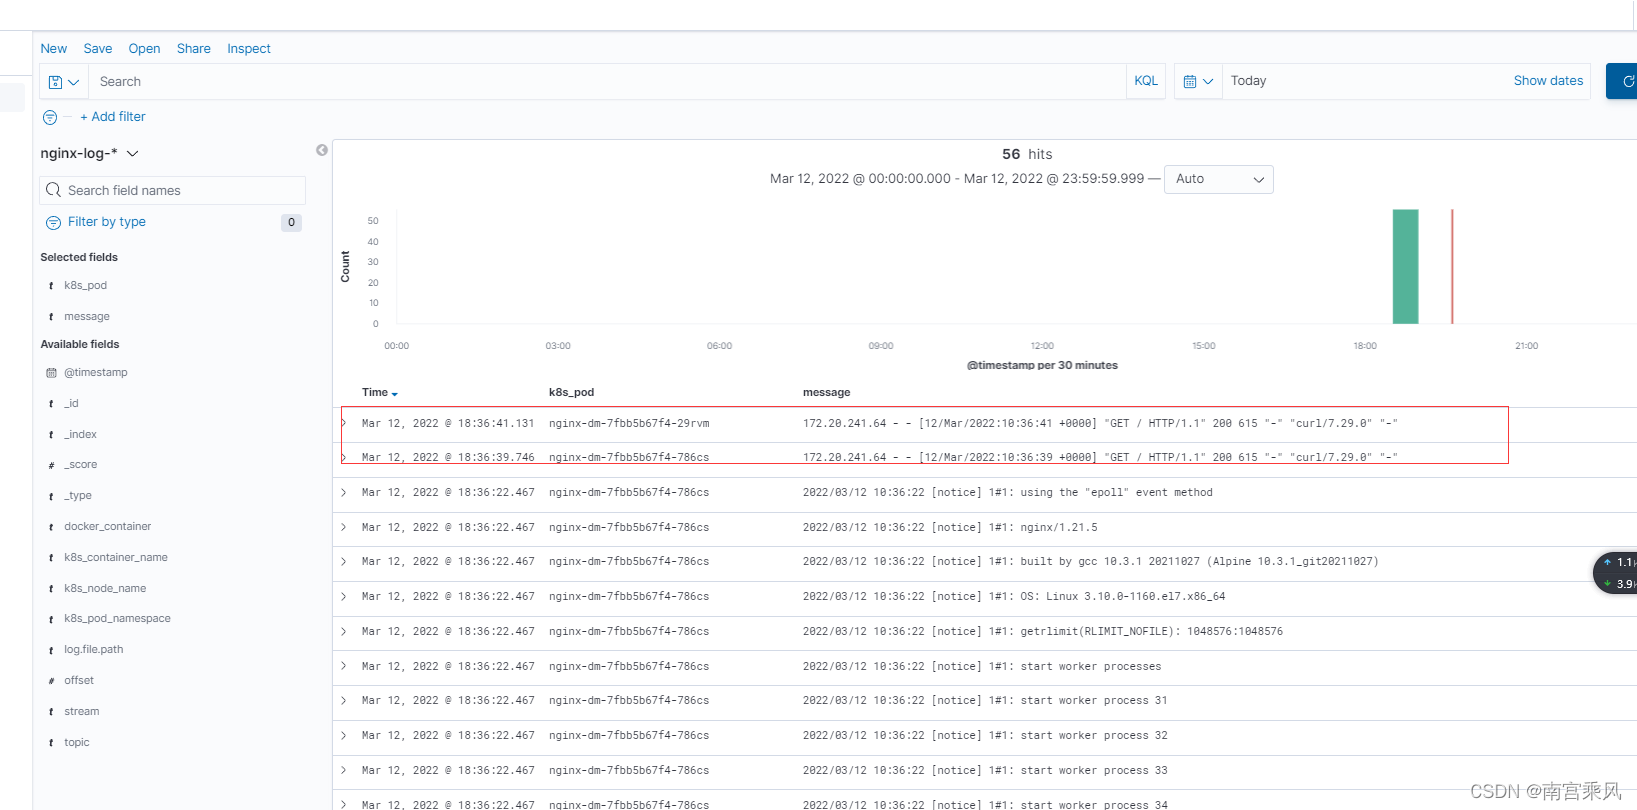 New Save Open Share Inspect
Search KQL Today Show dates
+ Add filter
nginx-log-*
Search field names
Filter by type 0
Selected fields
t k8s_pod
t message
Available fields
@timestamp
t _id
t _index
# _score
t _type
t docker_container
t k8s_container_name
t k8s_node_name
t k8s_pod_namespace
t log.file.path
# offset
t stream
t topic
56 hits
Mar 12, 2022 @ 00:00:00.000 - Mar 12, 2022 @ 23:59:59.999 — Auto
Count
50
40
30
20
10
0
00:00 03:00 06:00 09:00 12:00 15:00 18:00 21:00
@timestamp per 30 minutes
Time k8s_pod message
Mar 12, 2022 @ 18:36:41.131 nginx-dm-7fbb5b67f4-29rvm 172.20.241.64 - - [12/Mar/2022:10:36:41 +0000] "GET / HTTP/1.1" 200 615 "-" "curl/7.29.0" "-"
Mar 12, 2022 @ 18:36:39.746 nginx-dm-7fbb5b67f4-786cs 172.20.241.64 - - [12/Mar/2022:10:36:39 +0000] "GET / HTTP/1.1" 200 615 "-" "curl/7.29.0" "-"
Mar 12, 2022 @ 18:36:22.467 nginx-dm-7fbb5b67f4-786cs 2022/03/12 10:36:22 [notice] 1#1: using the "epoll" event method
Mar 12, 2022 @ 18:36:22.467 nginx-dm-7fbb5b67f4-786cs 2022/03/12 10:36:22 [notice] 1#1: nginx/1.21.5
Mar 12, 2022 @ 18:36:22.467 nginx-dm-7fbb5b67f4-786cs 2022/03/12 10:36:22 [notice] 1#1: built by gcc 10.3.1 20211027 (Alpine 10.3.1_git20211027)
Mar 12, 2022 @ 18:36:22.467 nginx-dm-7fbb5b67f4-786cs 2022/03/12 10:36:22 [notice] 1#1: OS: Linux 3.10.0-1160.el7.x86_64
Mar 12, 2022 @ 18:36:22.467 nginx-dm-7fbb5b67f4-786cs 2022/03/12 10:36:22 [notice] 1#1: getrlimit(RLIMIT_NOFILE): 1048576:1048576
Mar 12, 2022 @ 18:36:22.467 nginx-dm-7fbb5b67f4-786cs 2022/03/12 10:36:22 [notice] 1#1: start worker processes
Mar 12, 2022 @ 18:36:22.467 nginx-dm-7fbb5b67f4-786cs 2022/03/12 10:36:22 [notice] 1#1: start worker process 31
Mar 12, 2022 @ 18:36:22.467 nginx-dm-7fbb5b67f4-786cs 2022/03/12 10:36:22 [notice] 1#1: start worker process 32
Mar 12, 2022 @ 18:36:22.467 nginx-dm-7fbb5b67f4-786cs 2022/03/12 10:36:22 [notice] 1#1: start worker process 33
Mar 12, 2022 @ 18:36:22.467 nginx-dm-7fbb5b67f4-786cs 2022/03/12 10:36:22 [notice] 1#1: start worker process 34
1.1
3.9
CSDN @南宫乘风